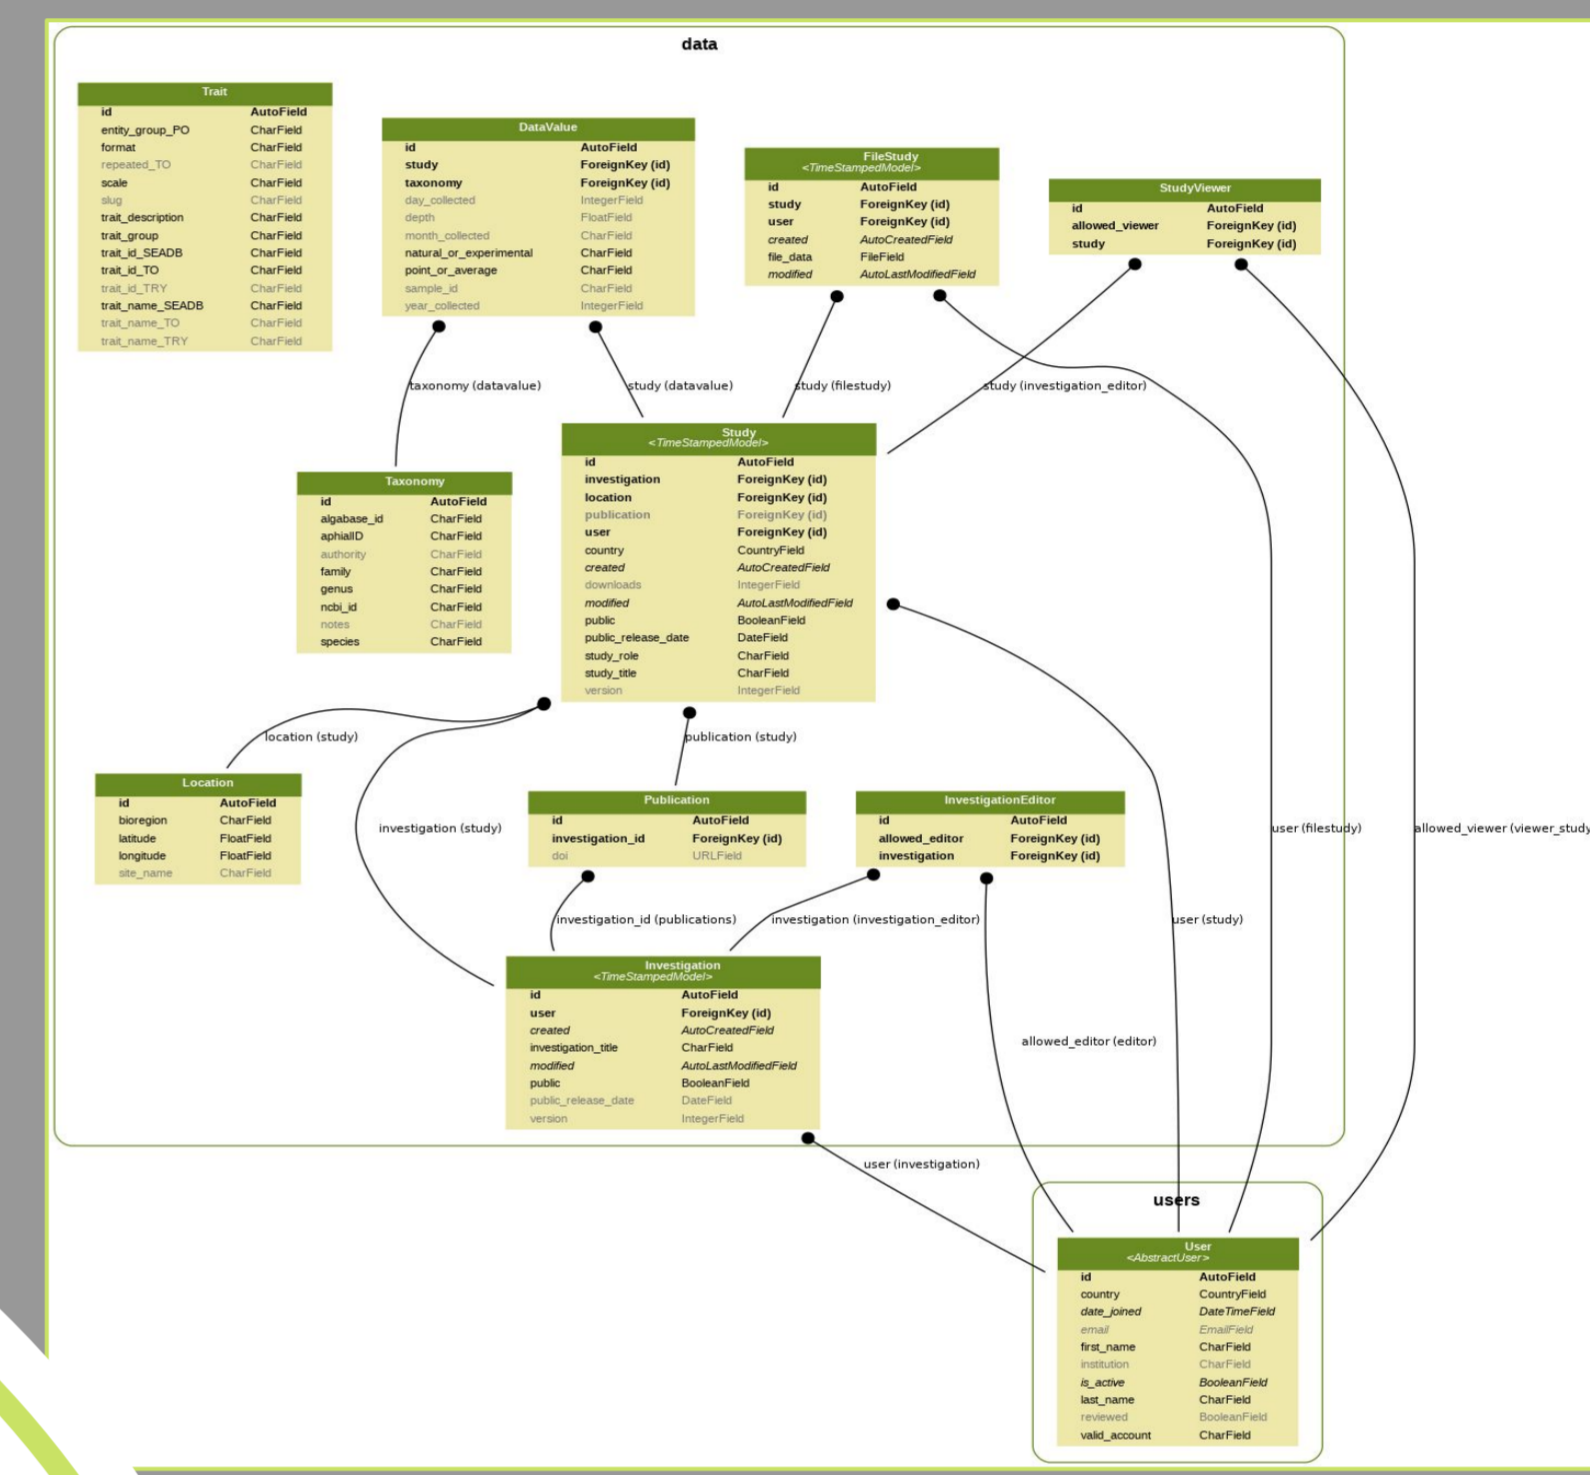 data
Trait
id AutoField
entity_group_PO CharField
format CharField
repeated_TO CharField
scale CharField
slug CharField
trait_description CharField
trait_group CharField
trait_id_SEADB CharField
trait_id_TO CharField
trait_id_TRY CharField
trait_name_SEADB CharField
trait_name_TO CharField
trait_name_TRY CharField
DataValue
id AutoField
study ForeignKey (id)
taxonomy ForeignKey (id)
day_collected IntegerField
depth FloatField
month_collected CharField
natural_or_experimental CharField
point_or_average CharField
sample_id CharField
year_collected IntegerField
FileStudy
<TimeStampedModel>
id AutoField
study ForeignKey (id)
user ForeignKey (id)
created AutoCreatedField
file_data FileField
modified AutoLastModifiedField
StudyViewer
id AutoField
allowed_viewer ForeignKey (id)
study ForeignKey (id)
taxonomy (datavalue)
study (datavalue)
study (filestudy)
study (investigation_editor)
Taxonomy
id AutoField
algabase_id CharField
aphiaIID CharField
authority CharField
family CharField
genus CharField
ncbi_id CharField
notes CharField
species CharField
Study
<TimeStampedModel>
id AutoField
investigation ForeignKey (id)
location ForeignKey (id)
publication ForeignKey (id)
user ForeignKey (id)
country CountryField
created AutoCreatedField
downloads IntegerField
modified AutoLastModifiedField
public BooleanField
public_release_date DateField
study_role CharField
study_title CharField
version IntegerField
location (study)
publication (study)
Location
id AutoField
bioregion CharField
latitude FloatField
longitude FloatField
site_name CharField
investigation (study)
Publication
id AutoField
investigation_id ForeignKey (id)
doi URLField
InvestigationEditor
id AutoField
allowed_editor ForeignKey (id)
investigation ForeignKey (id)
user (filestudy)
allowed_viewer (viewer_study
investigation_id (publications)
investigation (investigation_editor)
user (study)
Investigation
<TimeStampedModel>
id AutoField
user ForeignKey (id)
created AutoCreatedField
investigation_title CharField
modified AutoLastModifiedField
public BooleanField
public_release_date DateField
version IntegerField
allowed_editor (editor)
user (investigation)
users
User
<AbstractUser>
id AutoField
country CountryField
date_joined DateTimeField
email EmailField
first_name CharField
institution CharField
is_active BooleanField
last_name CharField
reviewed BooleanField
valid_account CharField